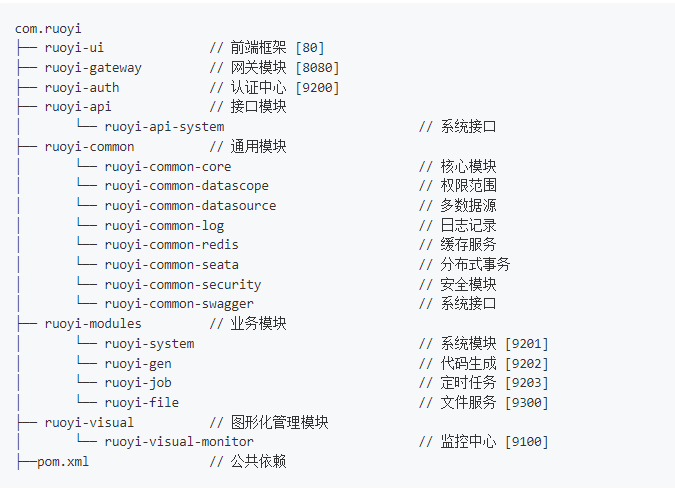 com.ruoyi
├── ruoyi-ui              // 前端框架 [80]
├── ruoyi-gateway         // 网关模块 [8080]
├── ruoyi-auth            // 认证中心 [9200]
├── ruoyi-api             // 接口模块
│       └── ruoyi-api-system                          // 系统接口
├── ruoyi-common          // 通用模块
│       └── ruoyi-common-core                         // 核心模块
│       └── ruoyi-common-datascope                    // 权限范围
│       └── ruoyi-common-datasource                   // 多数据源
│       └── ruoyi-common-log                          // 日志记录
│       └── ruoyi-common-redis                        // 缓存服务
│       └── ruoyi-common-seata                        // 分布式事务
│       └── ruoyi-common-security                     // 安全模块
│       └── ruoyi-common-swagger                      // 系统接口
├── ruoyi-modules         // 业务模块
│       └── ruoyi-system                              // 系统模块 [9201]
│       └── ruoyi-gen                                 // 代码生成 [9202]
│       └── ruoyi-job                                 // 定时任务 [9203]
│       └── ruoyi-file                                // 文件服务 [9300]
├── ruoyi-visual          // 图形化管理模块
│       └── ruoyi-visual-monitor                      // 监控中心 [9100]
├──pom.xml                // 公共依赖